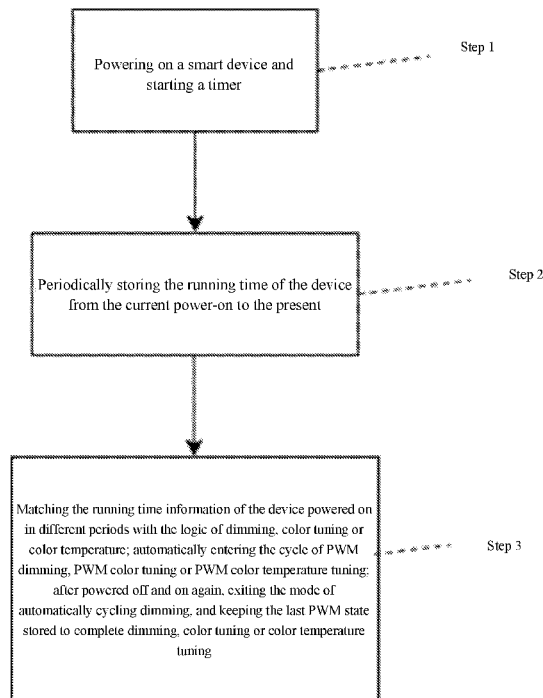 Powering on a smart device and
starting a timer
Step 1
Periodically storing the running time of the device
from the current power-on to the present
Step 2
Matching the running time information of the device powered on
in different periods with the logic of dimming, color tuning or
color temperature; automatically entering the cycle of PWM
dimming, PWM color tuning or PWM color temperature tuning;
after powered off and on again, exiting the mode of
automatically cycling dimming, and keeping the last PWM state
stored to complete dimming, color tuning or color temperature
tuning
Step 3